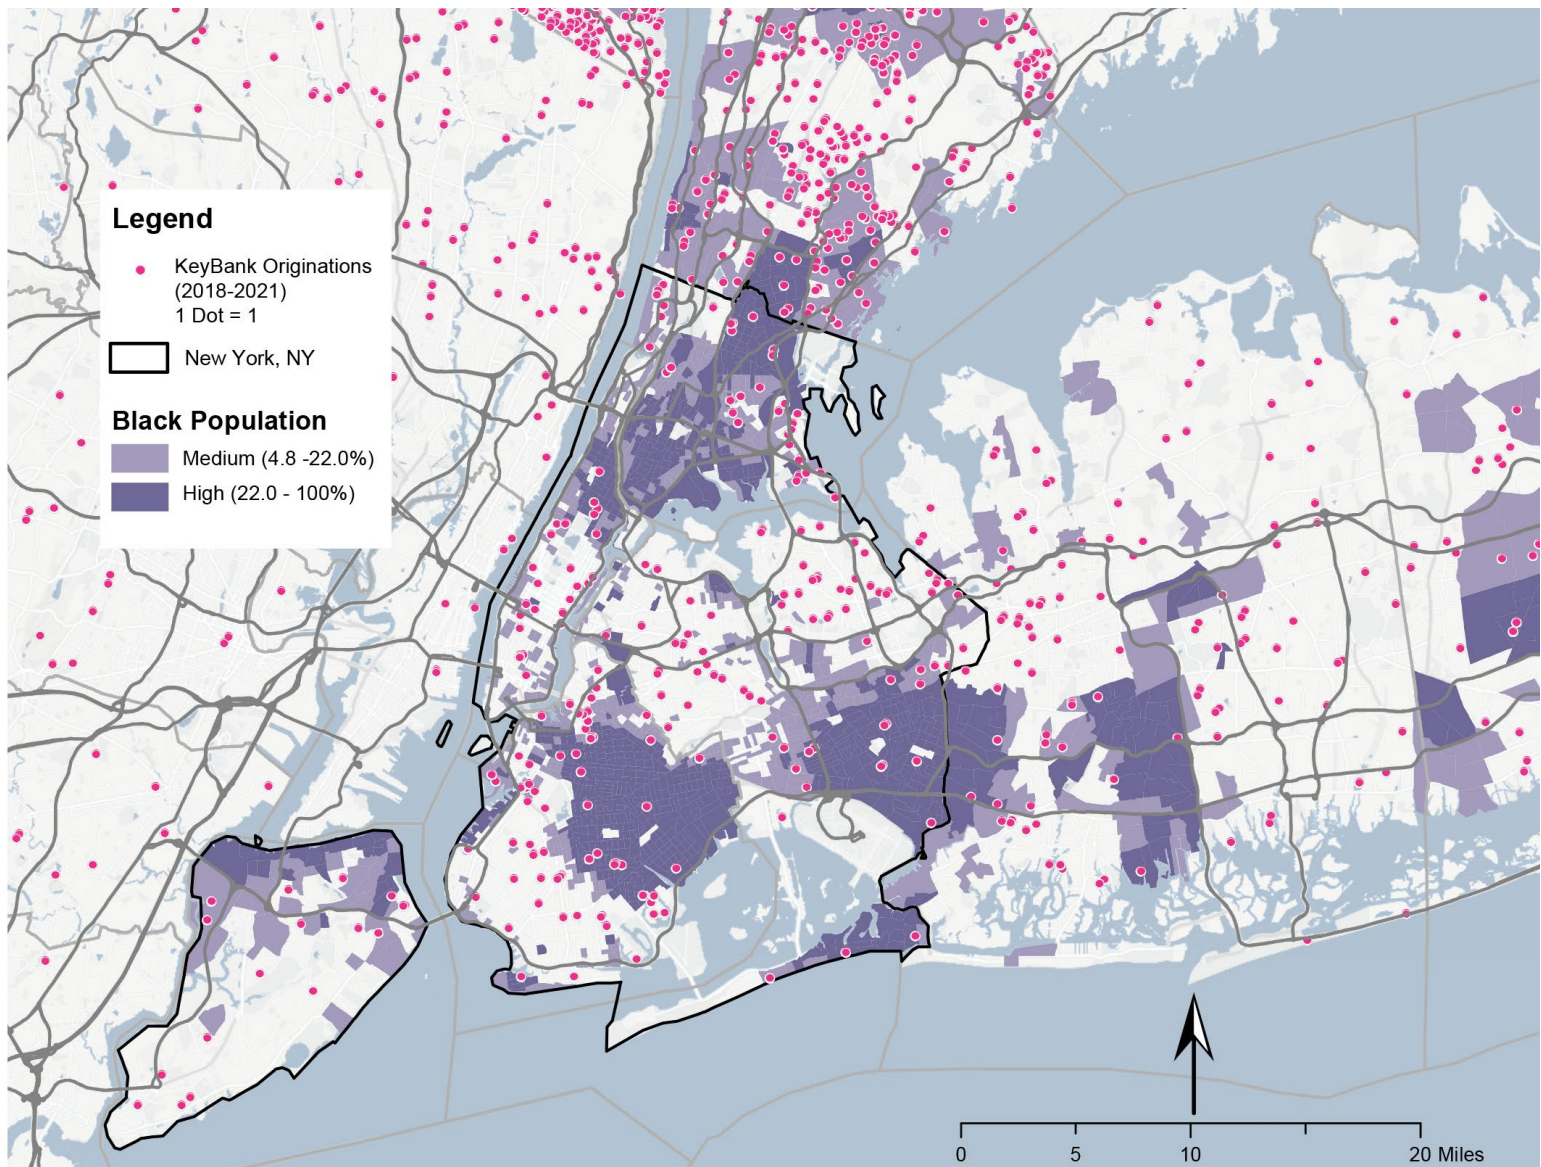 Legend
KeyBank Originations
(2018-2021)
1 Dot = 1
New York, NY
Black Population
Medium (4.8 -22.0%)
High (22.0 - 100%)
0 5 10 20 Miles